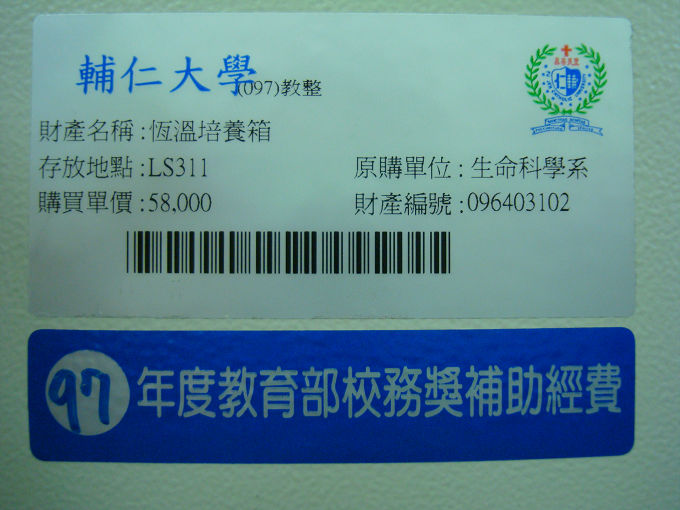 輔仁大學(097)教整
財產名稱:恆溫培養箱
存放地點:LS311 原購單位:生命科學系
購買單價:58,000 財產編號:096403102
97年度教育部校務獎補助經費